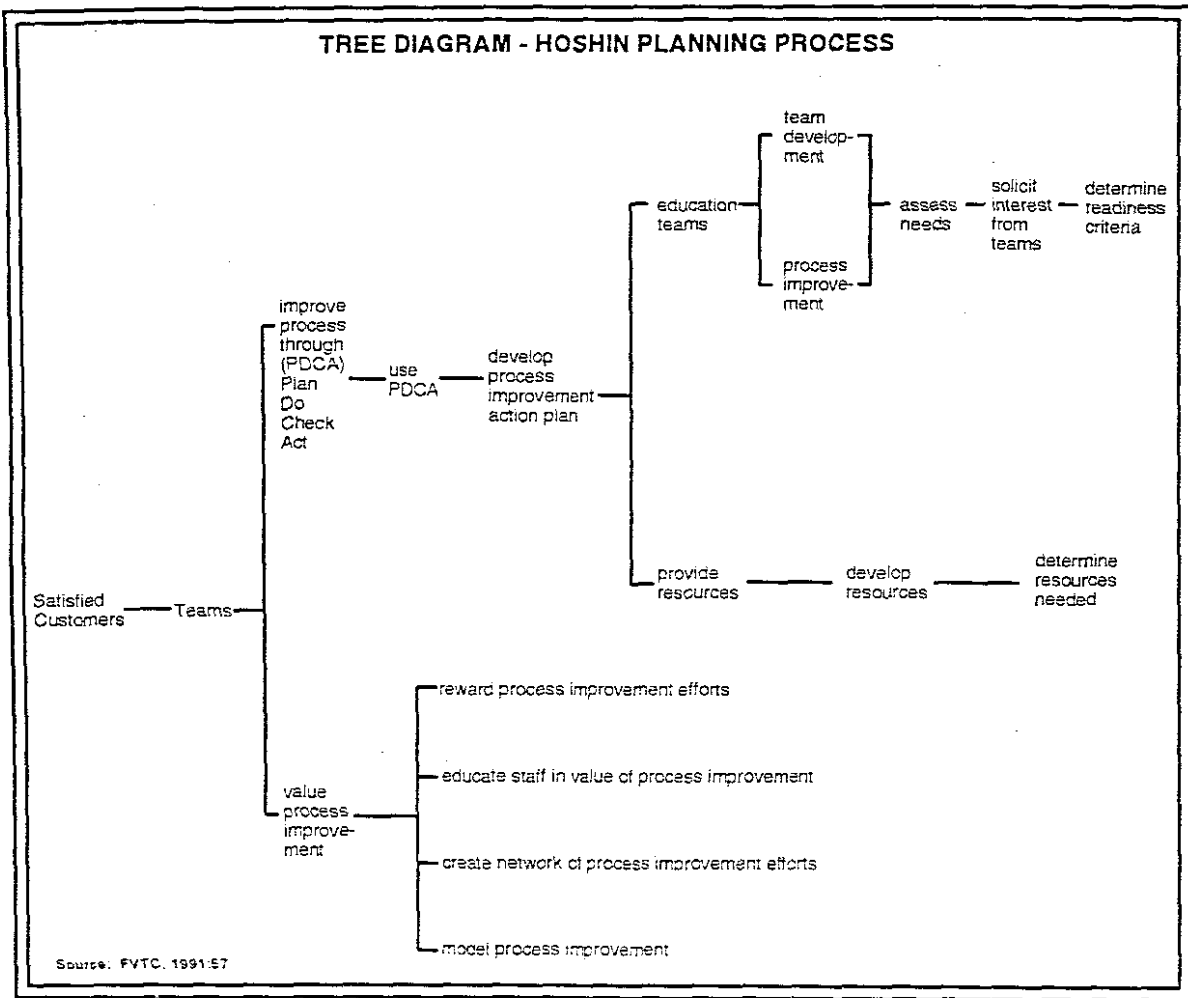 TREE DIAGRAM - HOSHIN PLANNING PROCESS
team
develop-
ment
education
teams
process
improve-
ment
assess
needs
solicit
interest
from
teams
determine
readiness
criteria
improve
process
through
(PDCA)
Plan
Do
Check
Act
use
PDCA
develop
process
improvement
action plan
provide
resources
develop
resources
determine
resources
needed
Satisfied
Customers
Teams
value
process
improve-
ment
reward process improvement efforts
educate staff in value of process improvement
create network of process improvement efforts
model process improvement
Source: FVTC, 1991:57